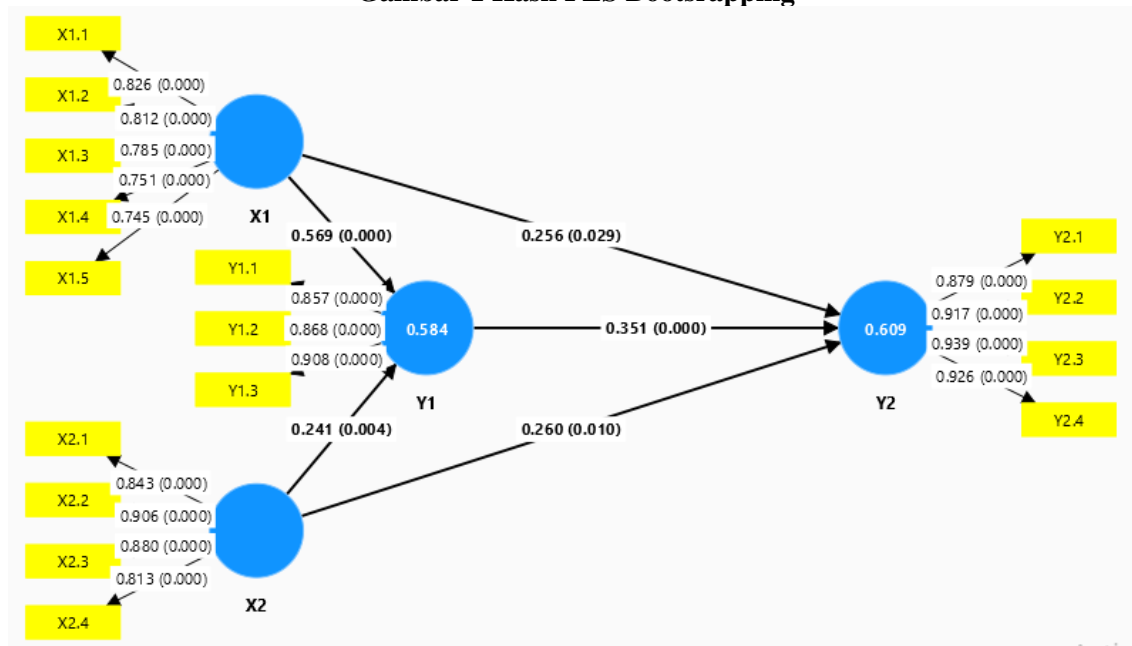 X1.1
0.826 (0.000)
X1.2
0.812 (0.000)
X1.3
0.785 (0.000)
0.751 (0.000)
X1.4
0.745 (0.000)
X1.5
X1
0.569 (0.000)
0.256 (0.029)
Y1.1
0.857 (0.000)
Y1.2
0.868 (0.000)
0.908 (0.000)
Y1.3
0.584
Y1
0.351 (0.000)
0.609
Y2
Y2.1
0.879 (0.000)
Y2.2
0.917 (0.000)
0.939 (0.000)
Y2.3
0.926 (0.000)
Y2.4
0.241 (0.004)
0.260 (0.010)
X2.1
0.843 (0.000)
X2.2
0.906 (0.000)
0.880 (0.000)
X2.3
0.813 (0.000)
X2.4
X2